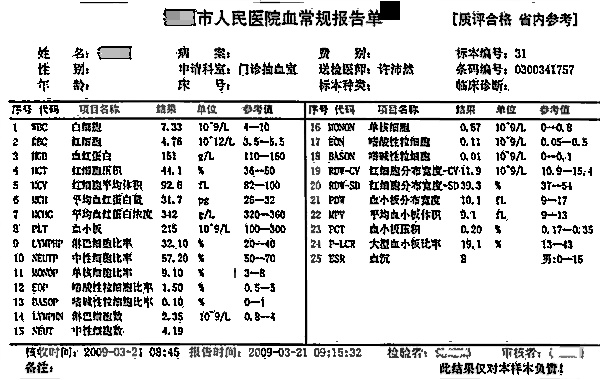 市人民医院血常规报告单 [质评合格 省内参考]
姓 名: 病 案: 费 别: 标本编号: 31
性 别: 申请科室: 门诊抽血室 送检医师: 许沛然 条码编号: 0300341757
年 龄: 床 号: 标本种类: 临床诊断:
序号 代码 项目名称 结果 单位 参考值 序号 代码 项目名称 结果 单位 参考值
1 WBC 白细胞 7.33 10^9/L 4--10 16 MONON 单核细胞 0.67 10^9/L 0--0.8
2 RBC 红细胞 4.76 10^12/L 3.5--5.5 17 EON 嗜酸性粒细胞 0.11 10^9/L 0.05--0.5
3 HGB 血红蛋白 151 g/L 110--160 18 BASON 嗜碱性粒细胞 0.01 10^9/L 0--0.1
4 HCT 红细胞压积 44.1 % 36--50 19 RDW-CV 红细胞分布宽度-CV 11.9 10^9/L 10.9--15.4
5 MCV 红细胞平均体积 92.6 fL 82--100 20 RDW-SD 红细胞分布宽度-SD 39.3 % 37--54
6 MCH 平均血红蛋白量 31.7 pg 26--32 21 PDW 血小板分布宽度 10.1 fL 9--17
7 MCHC 平均血红蛋白浓度 342 g/L 320--360 22 MPV 平均血小板体积 9.1 fL 9--13
8 PLT 血小板 215 10^9/L 100--300 23 PCT 血小板压积 0.20 % 0.17--0.35
9 LYMPHP 淋巴细胞比率 32.10 % 20--40 24 P-LCR 大型血小板比率 19.1 % 13--43
10 NEUTP 中性细胞比率 57.20 % 50--70 25 ESR 血沉 8 男:0--15
11 MONOP 单核细胞比率 9.10 % 3--8
12 EOP 嗜酸性粒细胞比率 1.50 % 0.5--5
13 BASOP 嗜碱性粒细胞比率 0.10 % 0--1
14 LYMPHN 淋巴细胞数 2.35 10^9/L 0.8--4
15 NEUT 中性细胞数 4.19
核收时间: 2009-03-21 08:45 报告时间: 2009-03-21 09:15:32 检验者: 审核者:
备注: 此结果仅对本样本负责!